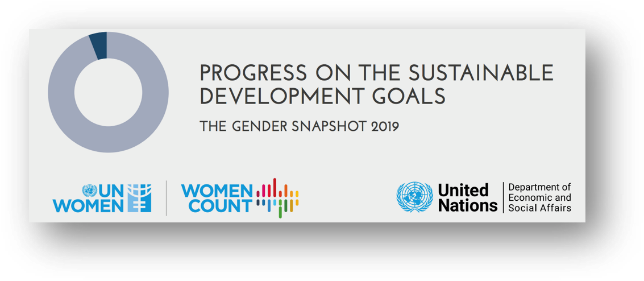 PROGRESS ON THE SUSTAINABLE
DEVELOPMENT GOALS
THE GENDER SNAPSHOT 2019
UN
WOMEN
WOMEN
COUNT
United
Nations
Department of
Economic and
Social Affairs